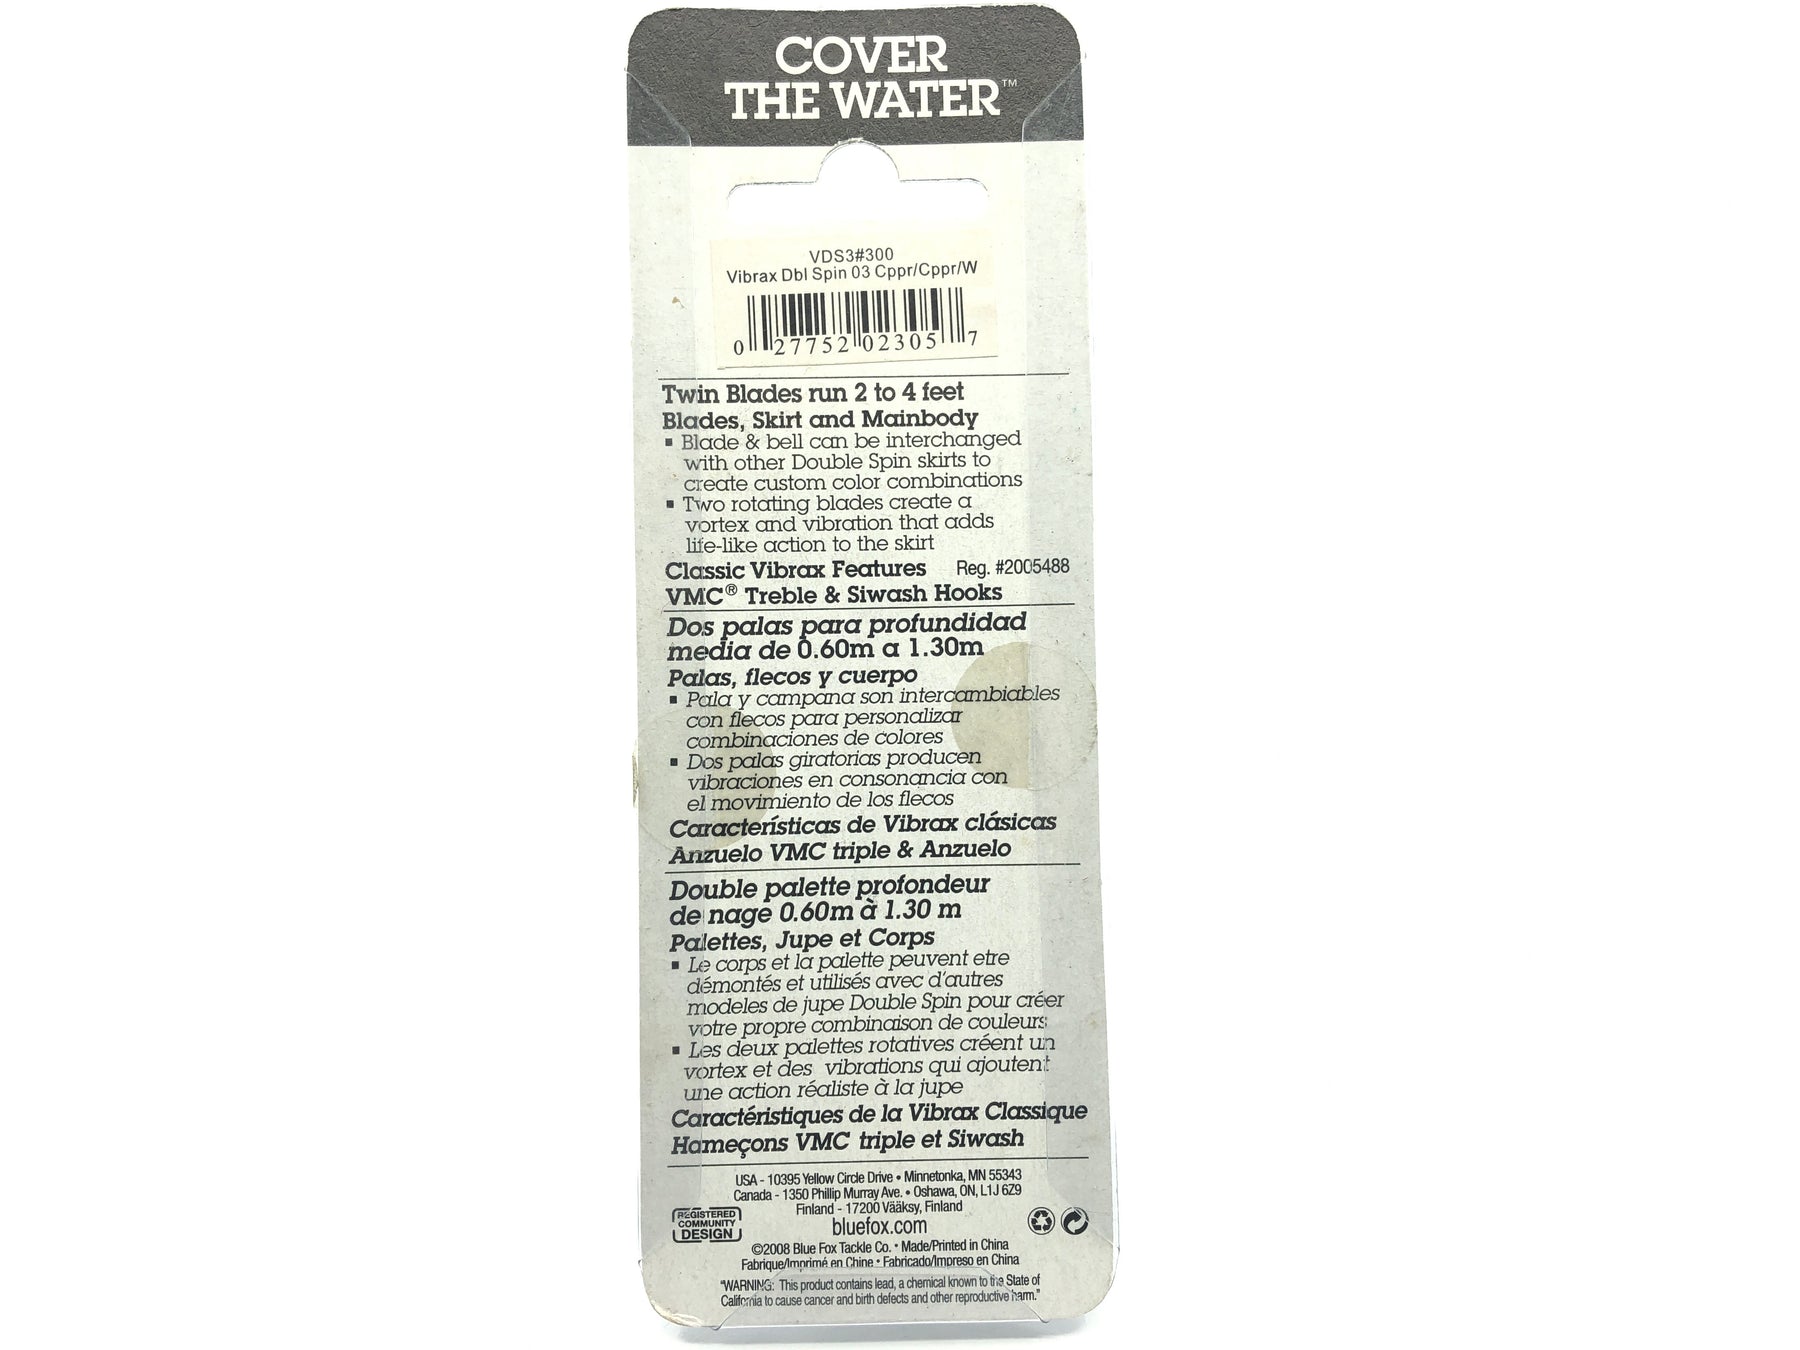 COVER
THE WATER™
VDS3#300
Vibrax Dbl Spin 03 Cppr/Cppr/W
0 27752 02305 7
Twin Blades run 2 to 4 feet
Blades, Skirt and Mainbody
▪ Blade & bell can be interchanged
with other Double Spin skirts to
create custom color combinations
▪ Two rotating blades create a
vortex and vibration that adds
life-like action to the skirt
Classic Vibrax Features Reg. #2005488
VMC® Treble & Siwash Hooks
Dos palas para profundidad
media de 0.60m a 1.30m
Palas, flecos y cuerpo
▪ Pala y campana son intercambiables
con flecos para personalizar
combinaciones de colores
▪ Dos palas giratorias producen
vibraciones en consonancia con
el movimiento de los flecos
Características de Vibrax clásicas
Anzuelo VMC triple & Anzuelo
Double palette profondeur
de nage 0.60m à 1.30 m
Palettes, Jupe et Corps
▪ Le corps et la palette peuvent etre
démontés et utilisés avec d'autres
modeles de jupe Double Spin pour créer
votre propre combinaison de couleurs
▪ Les deux palettes rotatives créent un
vortex et des vibrations qui ajoutent
une action réaliste à la jupe
Caractéristiques de la Vibrax Classique
Hameçons VMC triple et Siwash
USA - 10395 Yellow Circle Drive • Minnetonka, MN 55343
Canada - 1350 Phillip Murray Ave. • Oshawa, ON, L1J 6Z9
Finland - 17200 Vääksy, Finland
bluefox.com
REGISTERED
COMMUNITY
DESIGN
©2008 Blue Fox Tackle Co. • Made/Printed in China
Fabrique/Imprimé en Chine • Fabricado/Impreso en China
"WARNING: This product contains lead, a chemical known to the State of
California to cause cancer and birth defects and other reproductive harm."